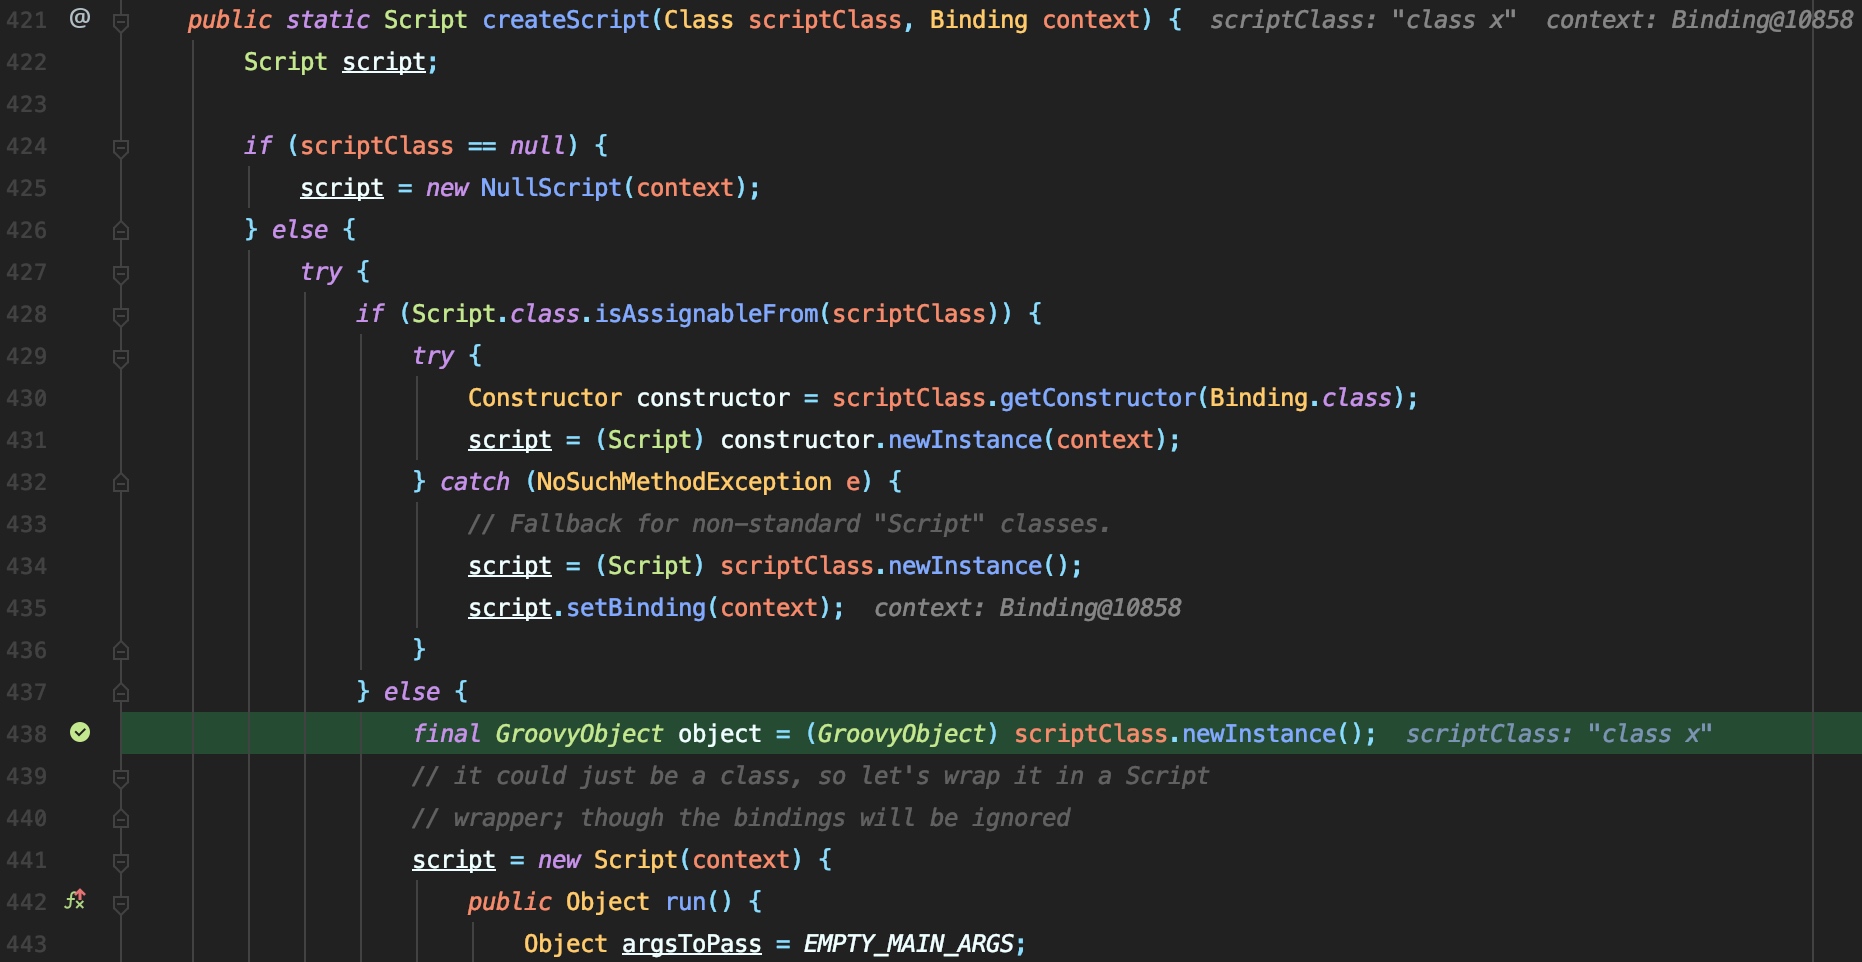 421 @ public static Script createScript(Class scriptClass, Binding context) { scriptClass: "class x" context: Binding@10858
422 Script script;
423
424 if (scriptClass == null) {
425 script = new NullScript(context);
426 } else {
427 try {
428 if (Script.class.isAssignableFrom(scriptClass)) {
429 try {
430 Constructor constructor = scriptClass.getConstructor(Binding.class);
431 script = (Script) constructor.newInstance(context);
432 } catch (NoSuchMethodException e) {
433 // Fallback for non-standard "Script" classes.
434 script = (Script) scriptClass.newInstance();
435 script.setBinding(context); context: Binding@10858
436 }
437 } else {
438 final GroovyObject object = (GroovyObject) scriptClass.newInstance(); scriptClass: "class x"
439 // it could just be a class, so let's wrap it in a Script
440 // wrapper; though the bindings will be ignored
441 script = new Script(context) {
442 public Object run() {
443 Object argsToPass = EMPTY_MAIN_ARGS;